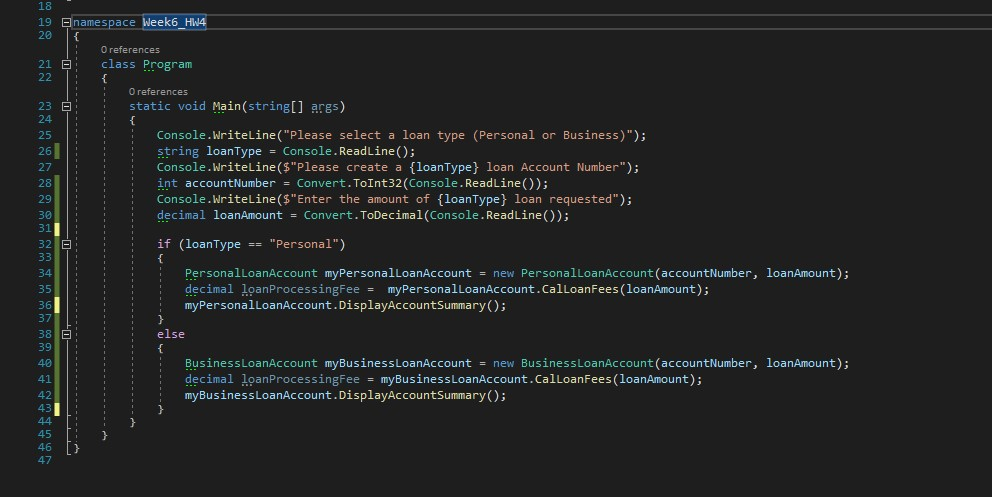 18
19 namespace Week6_HW4
20 {
0 references
21 class Program
22 {
0 references
23 static void Main(string[] args)
24 {
25 Console.WriteLine("Please select a loan type (Personal or Business)");
26 string loanType = Console.ReadLine();
27 Console.WriteLine($"Please create a {loanType} loan Account Number");
28 int accountNumber = Convert.ToInt32(Console.ReadLine());
29 Console.WriteLine($"Enter the amount of {loanType} loan requested");
30 decimal loanAmount = Convert.ToDecimal(Console.ReadLine());
31
32 if (loanType == "Personal")
33 {
34 PersonalLoanAccount myPersonalLoanAccount = new PersonalLoanAccount(accountNumber, loanAmount);
35 decimal loanProcessingFee =  myPersonalLoanAccount.CalLoanFees(loanAmount);
36 myPersonalLoanAccount.DisplayAccountSummary();
37 }
38 else
39 {
40 BusinessLoanAccount myBusinessLoanAccount = new BusinessLoanAccount(accountNumber, loanAmount);
41 decimal loanProcessingFee = myBusinessLoanAccount.CalLoanFees(loanAmount);
42 myBusinessLoanAccount.DisplayAccountSummary();
43 }
44 }
45 }
46 }
47